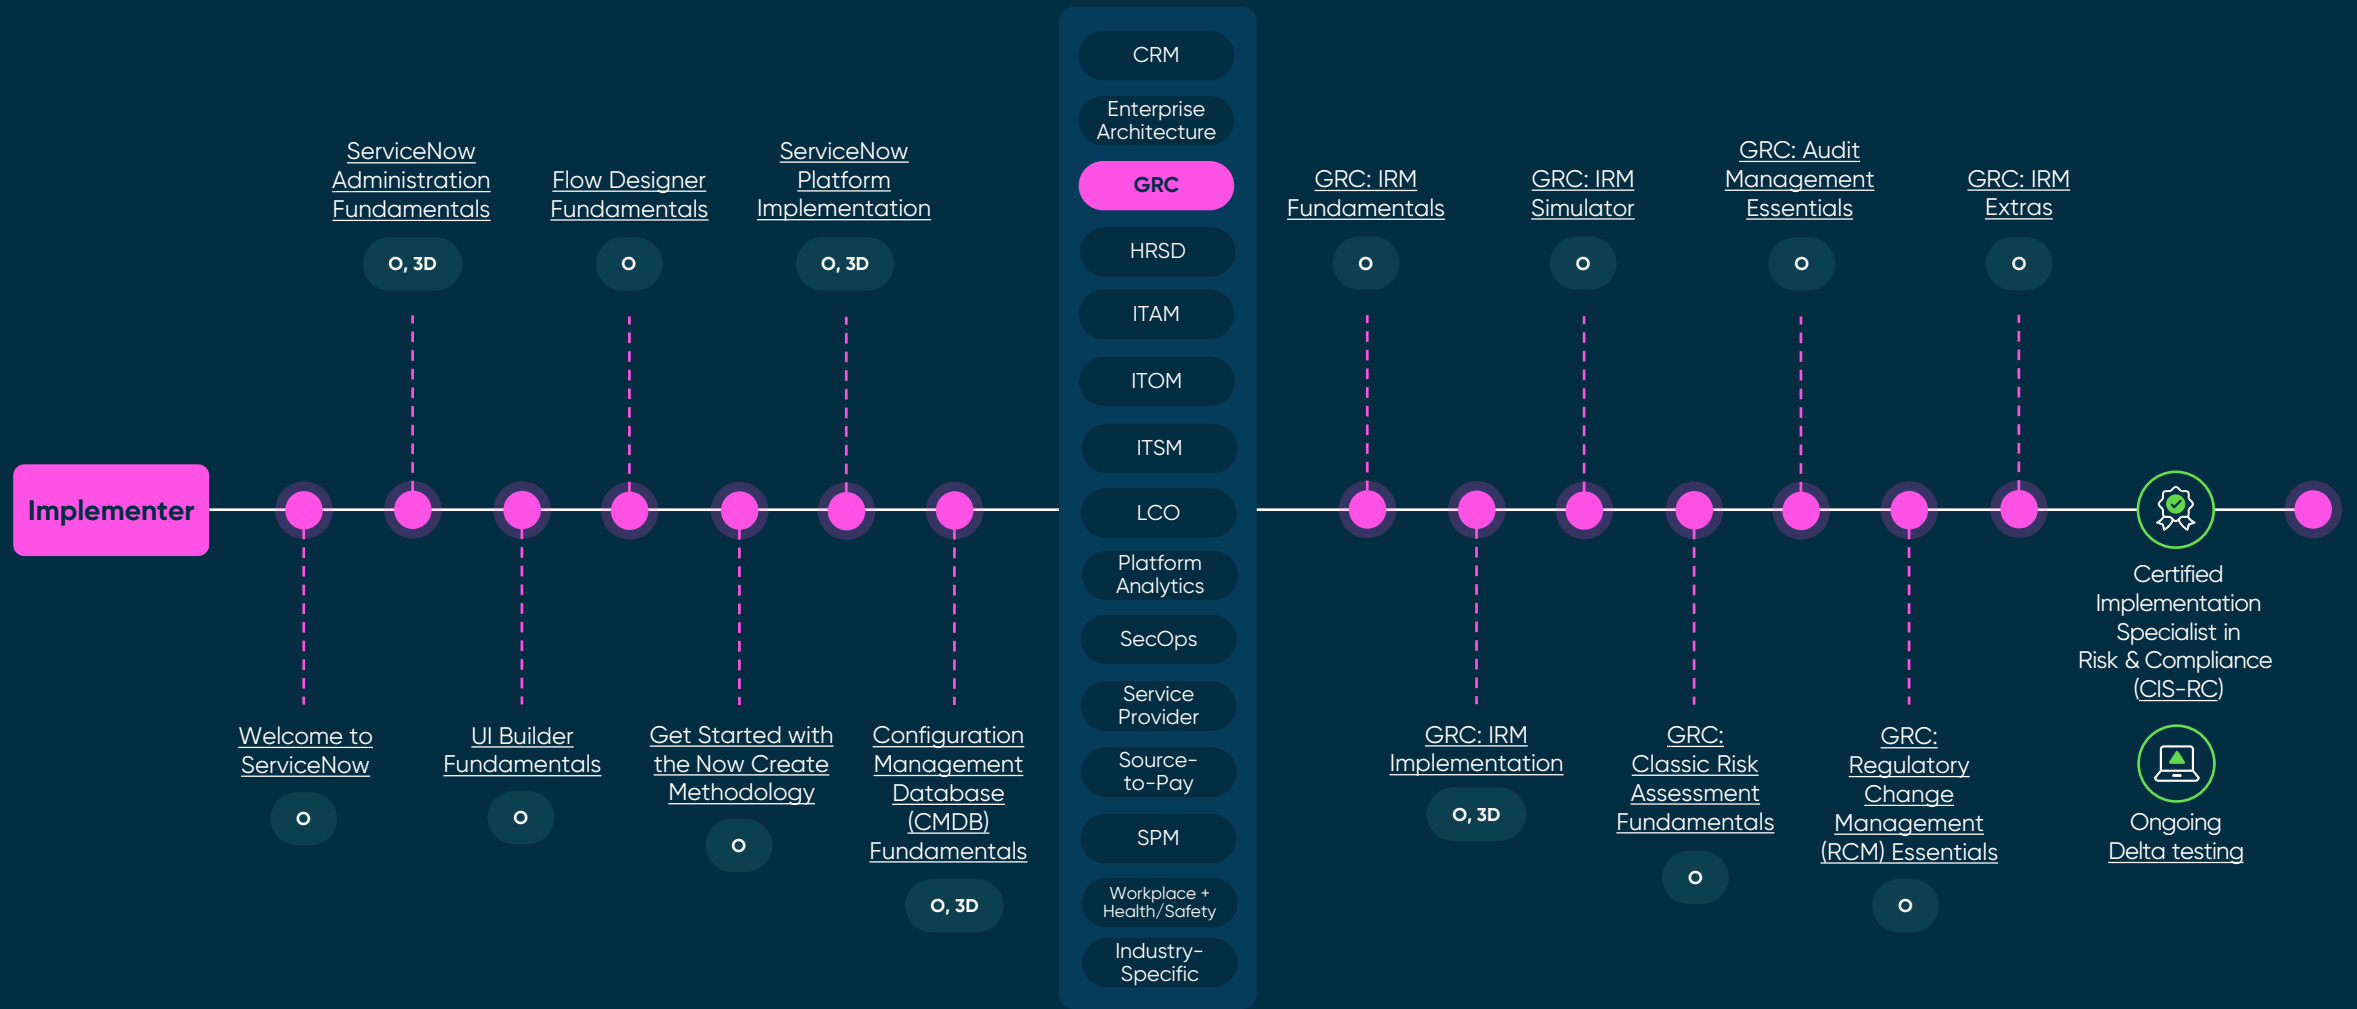 Implementer
Welcome to
ServiceNow
O
ServiceNow
Administration
Fundamentals
O, 3D
UI Builder
Fundamentals
O
Flow Designer
Fundamentals
O
Get Started with
the Now Create
Methodology
O
ServiceNow
Platform
Implementation
O, 3D
Configuration
Management
Database
(CMDB)
Fundamentals
O, 3D
CRM
Enterprise
Architecture
GRC
HRSD
ITAM
ITOM
ITSM
LCO
Platform
Analytics
SecOps
Service
Provider
Source-
to-Pay
SPM
Workplace +
Health/Safety
Industry-
Specific
GRC: IRM
Fundamentals
O
GRC: IRM
Implementation
O, 3D
GRC: IRM
Simulator
O
GRC:
Classic Risk
Assessment
Fundamentals
O
GRC: Audit
Management
Essentials
O
GRC:
Regulatory
Change
Management
(RCM) Essentials
O
GRC: IRM
Extras
O
Certified
Implementation
Specialist in
Risk & Compliance
(CIS-RC)
Ongoing
Delta testing